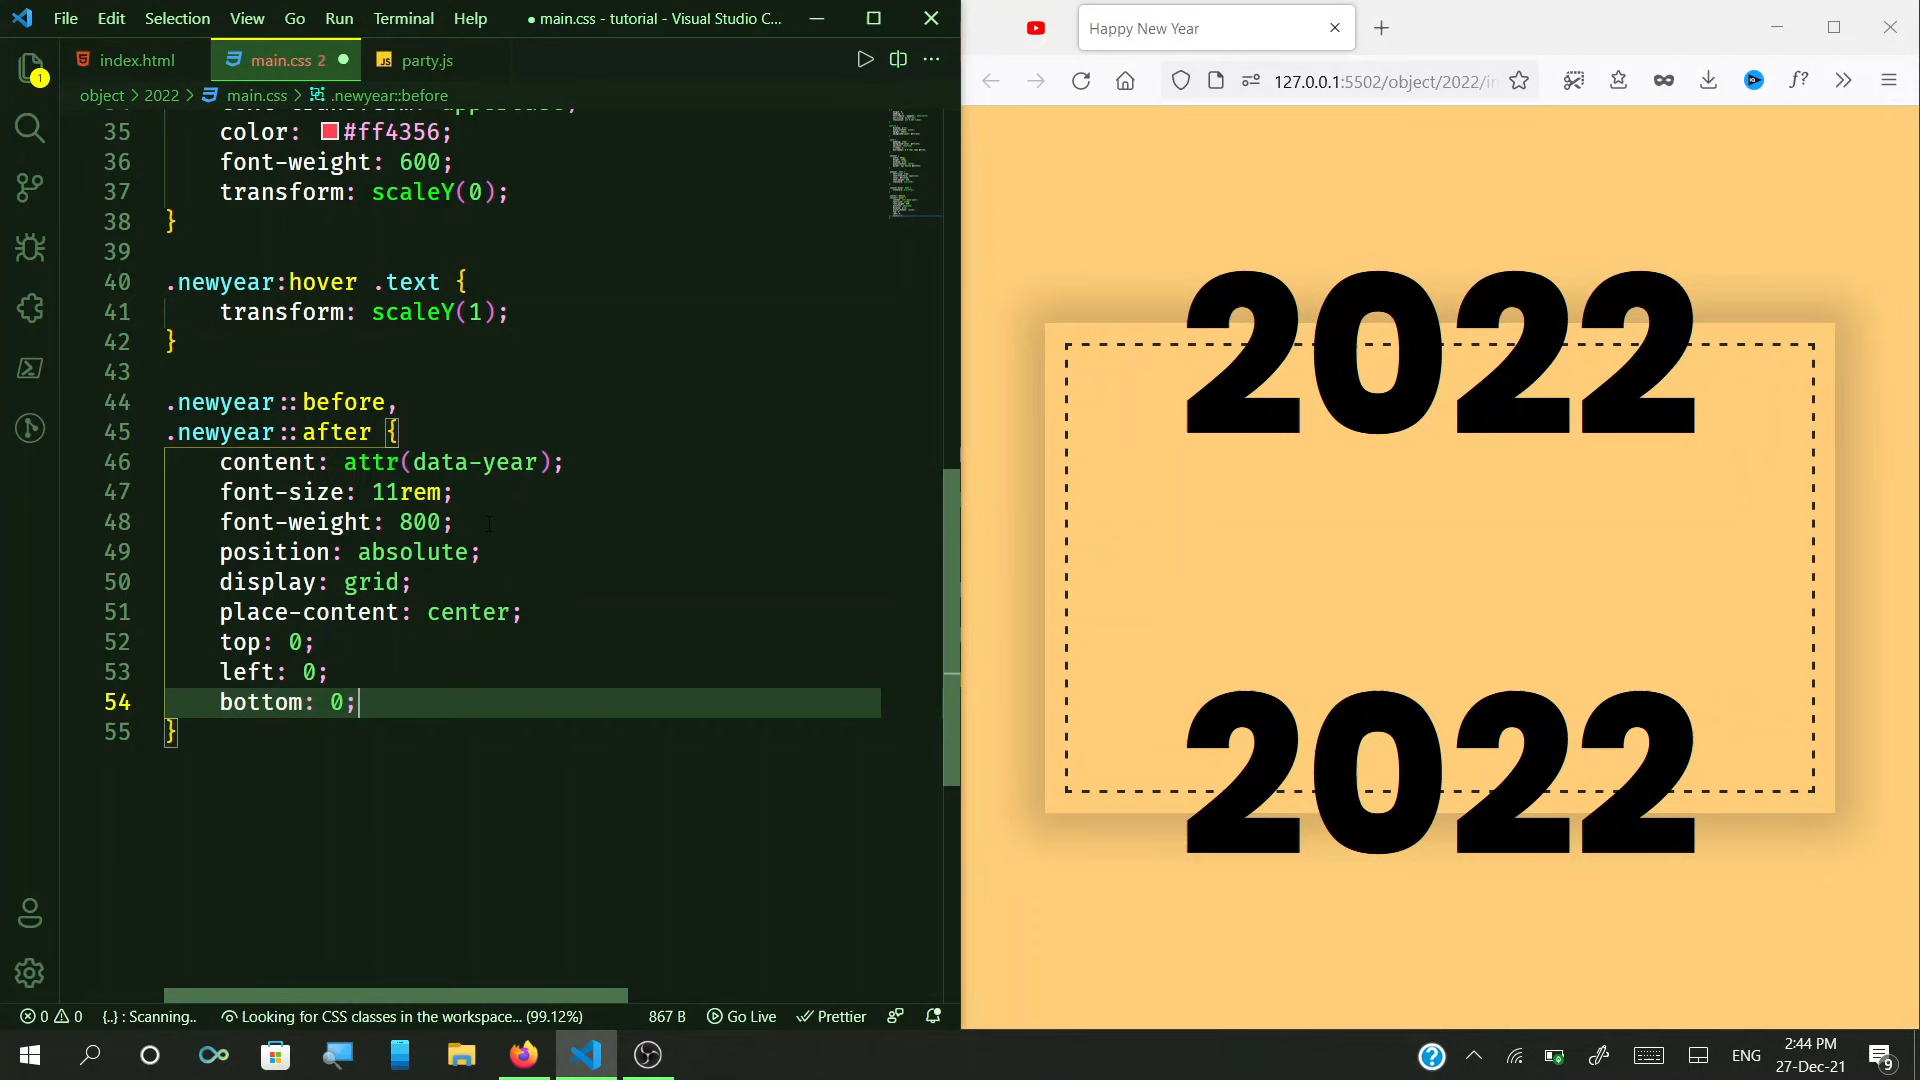 File Edit Selection View Go Run Terminal Help
● main.css - tutorial - Visual Studio C...
index.html
main.css 2
JS party.js
object > 2022 > main.css > .newyear::before
35 color: #ff4356;
36 font-weight: 600;
37 transform: scaleY(0);
38 }
39
40 .newyear:hover .text {
41 transform: scaleY(1);
42 }
43
44 .newyear::before,
45 .newyear::after {
46 content: attr(data-year);
47 font-size: 11rem;
48 font-weight: 800;
49 position: absolute;
50 display: grid;
51 place-content: center;
52 top: 0;
53 left: 0;
54 bottom: 0;
55 }
1
0 0 {..} : Scanning.. Looking for CSS classes in the workspace... (99.12%) 867 B Go Live Prettier
Happy New Year
127.0.0.1:5502/object/2022/in
f?
2022
2022
ENG
2:44 PM
27-Dec-21
9